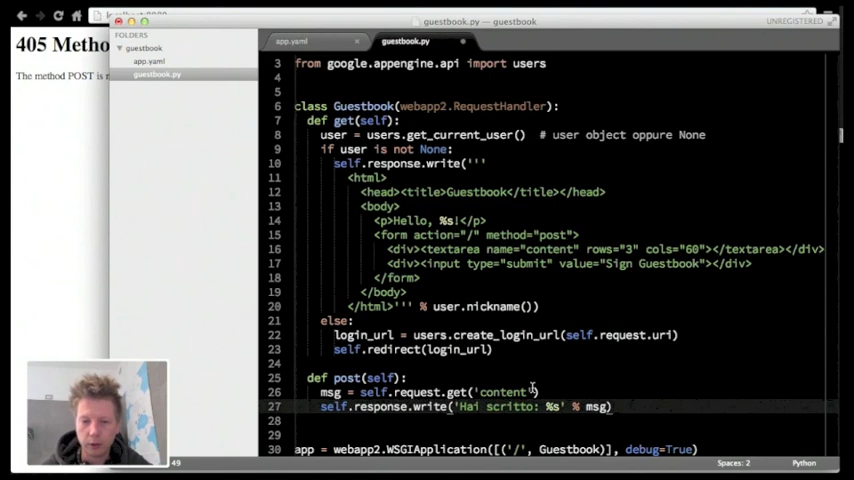 guestbook.py — guestbook
UNREGISTERED
405 Metho
The method POST is
FOLDERS
guestbook
app.yaml
guestbook.py
app.yaml
guestbook.py
3 from google.appengine.api import users
4
5
6 class Guestbook(webapp2.RequestHandler):
7 def get(self):
8 user = users.get_current_user() # user object oppure None
9 if user is not None:
10 self.response.write('''
11 <html>
12 <head><title>Guestbook</title></head>
13 <body>
14 <p>Hello, %s!</p>
15 <form action="/" method="post">
16 <div><textarea name="content" rows="3" cols="60"></textarea></div>
17 <div><input type="submit" value="Sign Guestbook"></div>
18 </form>
19 </body>
20 </html>''' % user.nickname())
21 else:
22 login_url = users.create_login_url(self.request.uri)
23 self.redirect(login_url)
24
25 def post(self):
26 msg = self.request.get('content')
27 self.response.write('Hai scritto: %s' % msg)
28
29
30 app = webapp2.WSGIApplication([('/', Guestbook)], debug=True)
49
Spaces: 2
Python